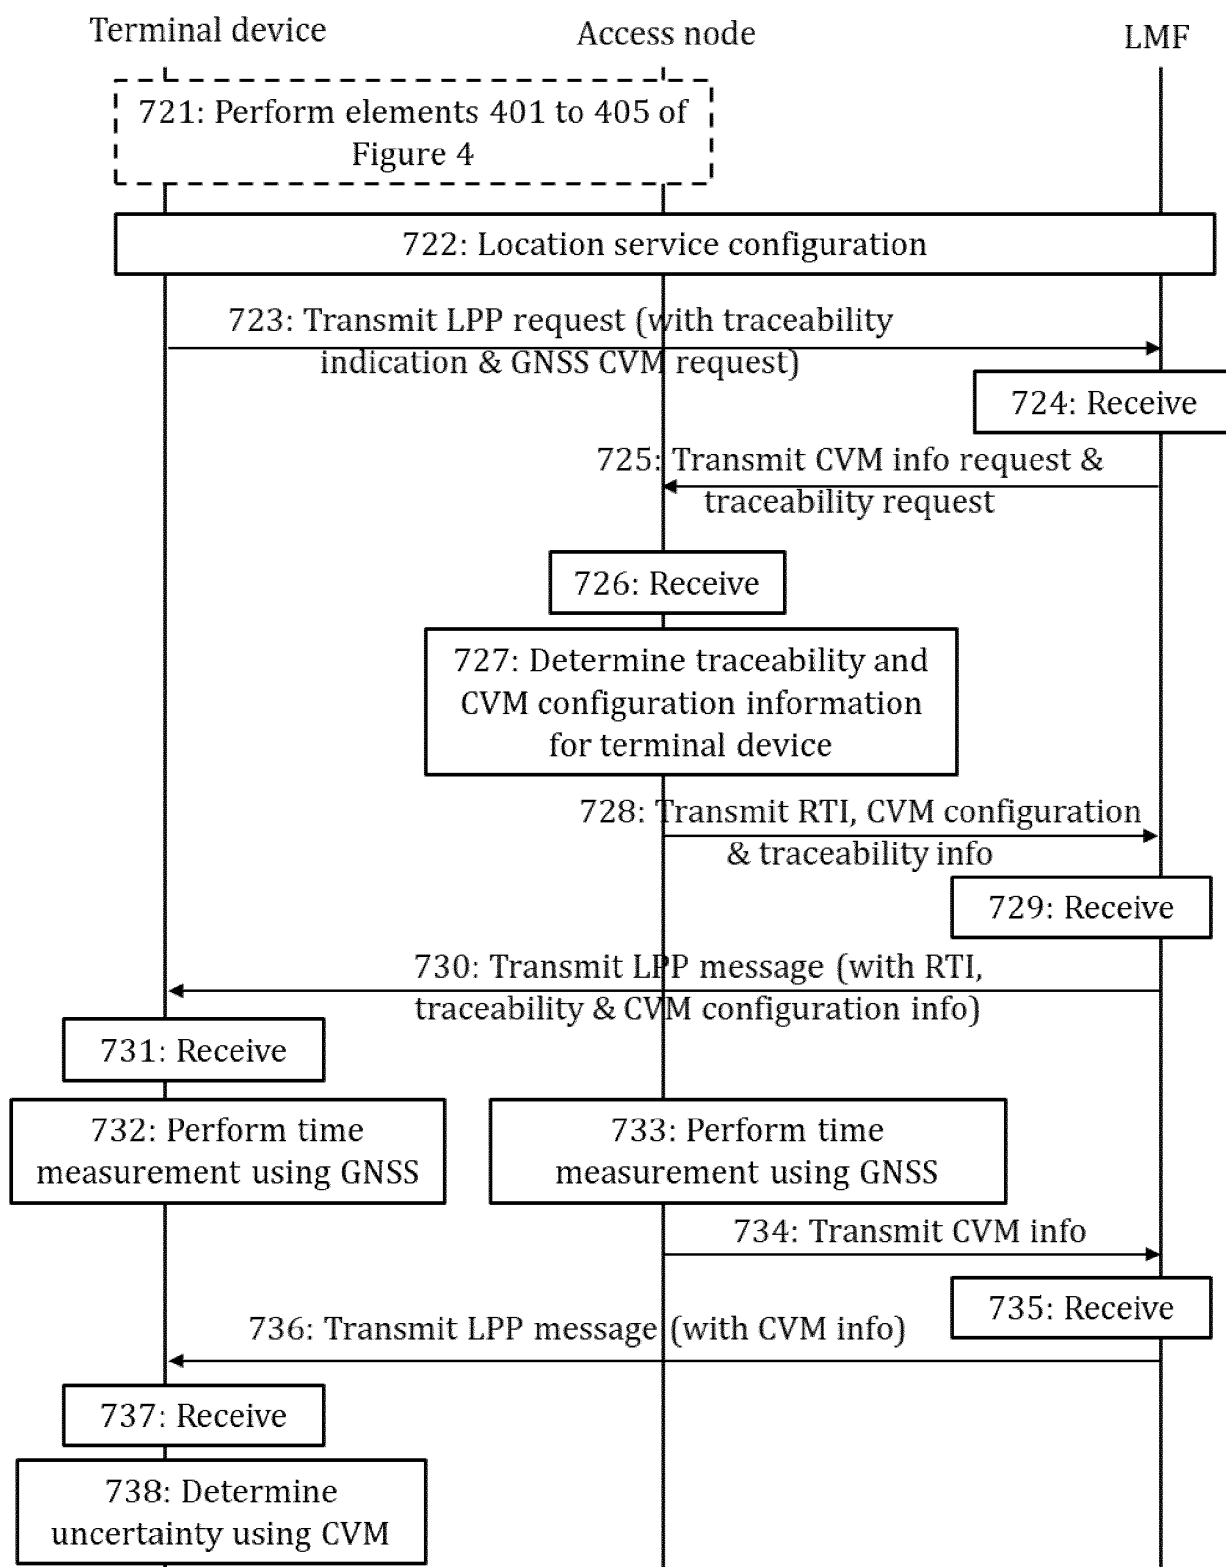 Terminal device
Access node
LMF
721: Perform elements 401 to 405 of
Figure 4
722: Location service configuration
723: Transmit LPP request (with traceability
indication & GNSS CVM request)
724: Receive
725: Transmit CVM info request &
traceability request
726: Receive
727: Determine traceability and
CVM configuration information
for terminal device
728: Transmit RTI, CVM configuration
& traceability info
729: Receive
730: Transmit LPP message (with RTI,
traceability & CVM configuration info)
731: Receive
732: Perform time
measurement using GNSS
733: Perform time
measurement using GNSS
734: Transmit CVM info
735: Receive
736: Transmit LPP message (with CVM info)
737: Receive
738: Determine
uncertainty using CVM